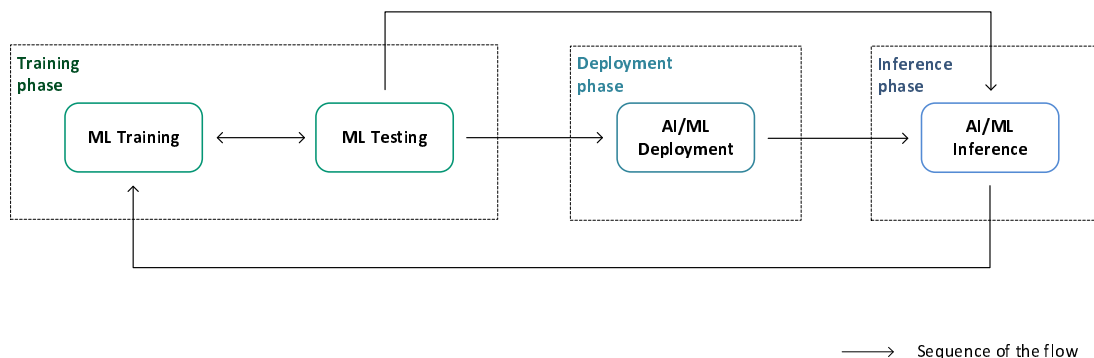 Training
phase
ML Training
ML Testing
Deployment
phase
AI/ML
Deployment
Inference
phase
AI/ML
Inference
Sequence of the flow